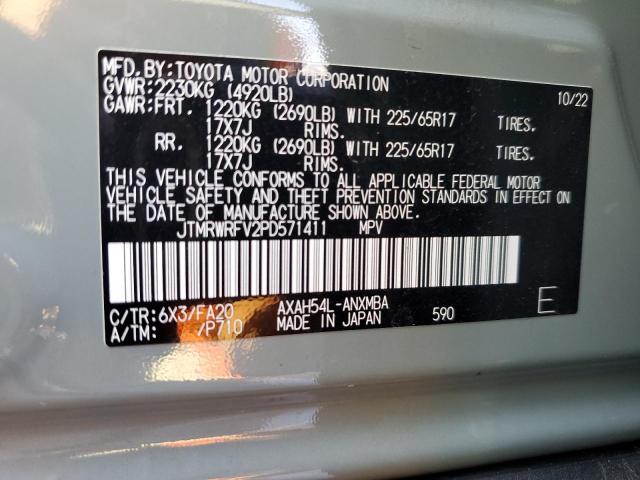 MFD.BY:TOYOTA MOTOR CORPORATION 10/22
GVWR:2230KG (4920LB)
GAWR:FRT. 1220KG (2690LB) WITH 225/65R17 TIRES.
17X7J RIMS.
RR. 1220KG (2690LB) WITH 225/65R17 TIRES.
17X7J RIMS.
THIS VEHICLE CONFORMS TO ALL APPLICABLE FEDERAL MOTOR
VEHICLE SAFETY AND THEFT PREVENTION STANDARDS IN EFFECT ON
THE DATE OF MANUFACTURE SHOWN ABOVE.
JTMRWRFV2PD571411 MPV
C/TR:6X3/FA20 AXAH54L-ANXMBA
A/TM: /P710 MADE IN JAPAN 590 E